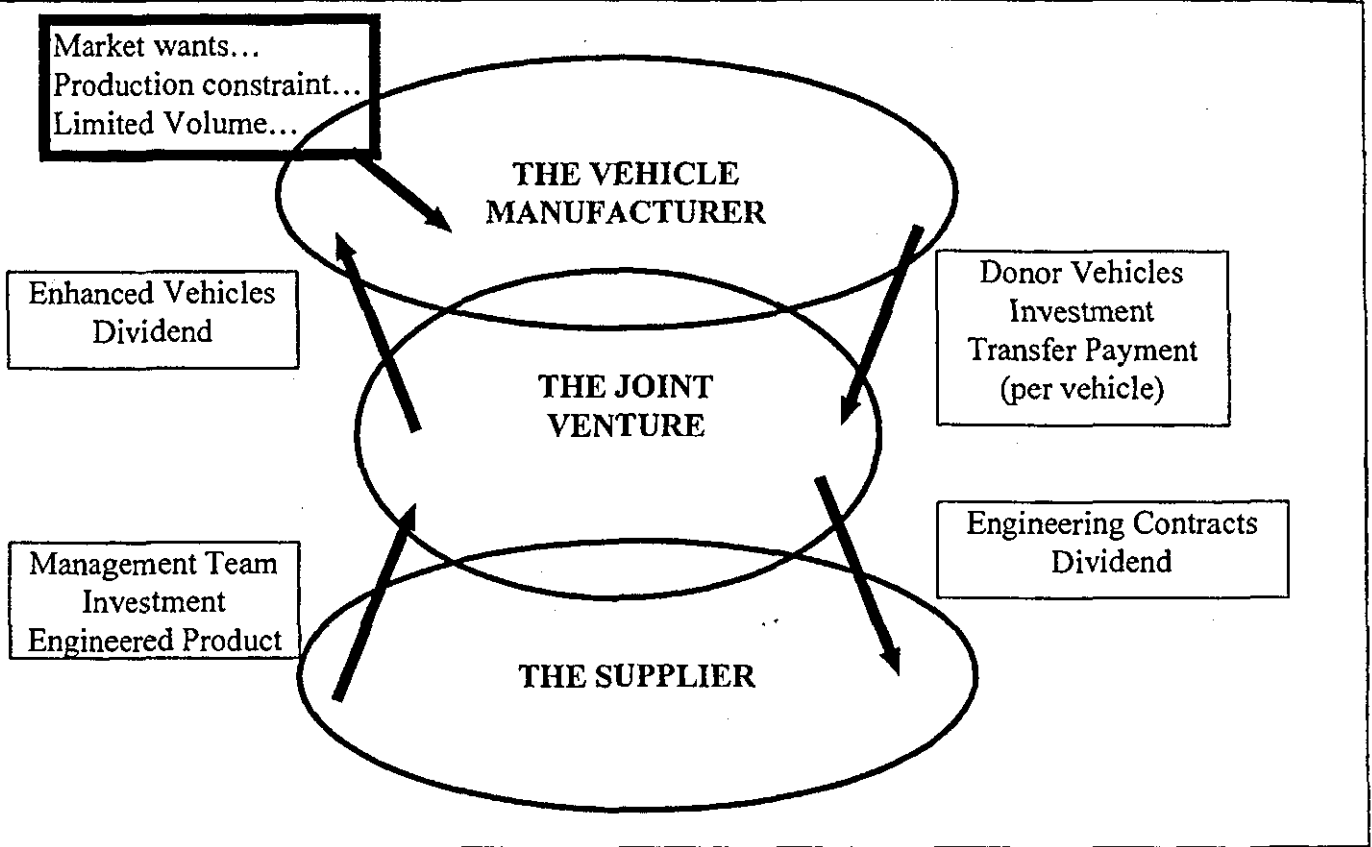 Market wants...
Production constraint...
Limited Volume...
THE VEHICLE
MANUFACTURER
Enhanced Vehicles
Dividend
Donor Vehicles
Investment
Transfer Payment
(per vehicle)
THE JOINT
VENTURE
Management Team
Investment
Engineered Product
Engineering Contracts
Dividend
THE SUPPLIER